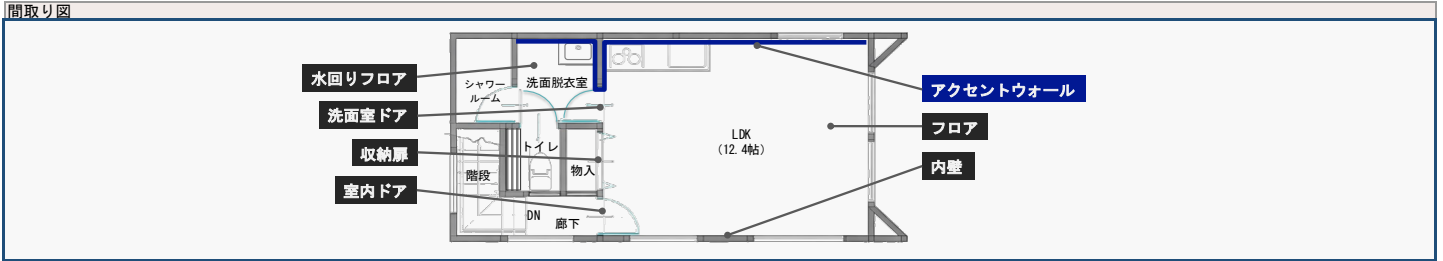 間取り図
水回りフロア
洗面室ドア
収納扉
室内ドア
シャワー
ルーム
洗面脱衣室
トイレ
物入
階段
DN
廊下
LDK
(12.4帖)
アクセントウォール
フロア
内壁